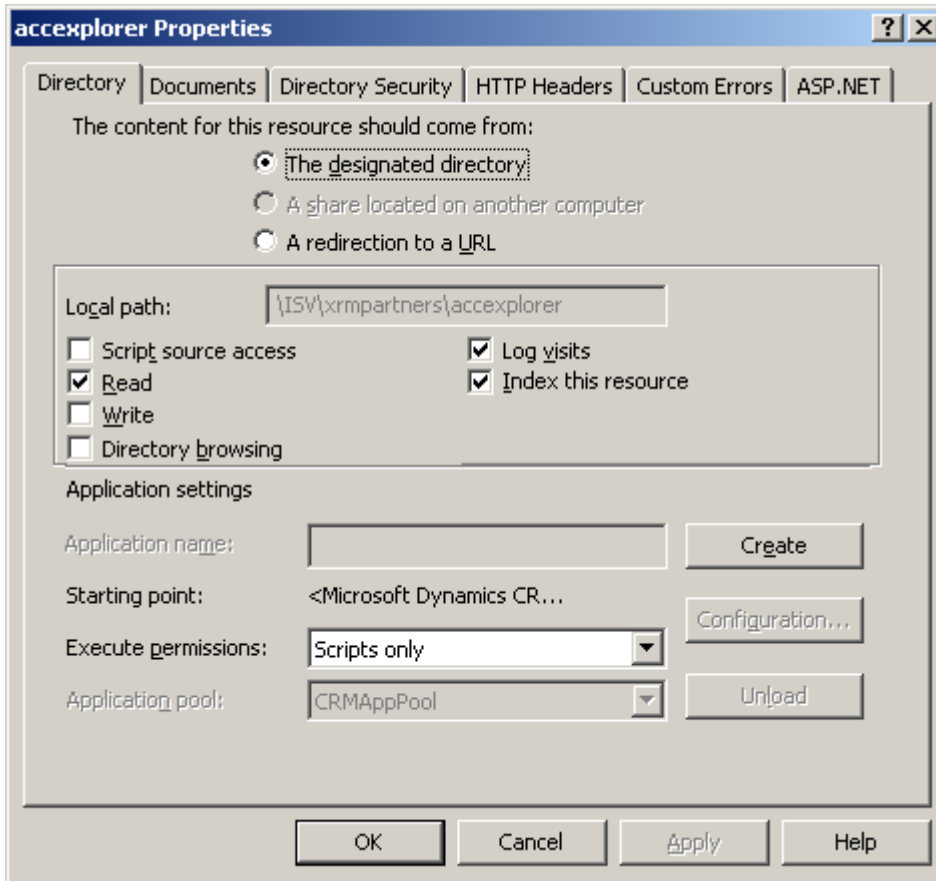 accexplorer Properties
Directory Documents Directory Security HTTP Headers Custom Errors ASP.NET
The content for this resource should come from:
The designated directory
A share located on another computer
A redirection to a URL
Local path: \ISV\xrmpartners\accexplorer
Script source access Log visits
Read Index this resource
Write
Directory browsing
Application settings
Application name: Create
Starting point: <Microsoft Dynamics CR...
Configuration...
Execute permissions: Scripts only
Application pool: CRMAppPool Unload
OK Cancel Apply Help